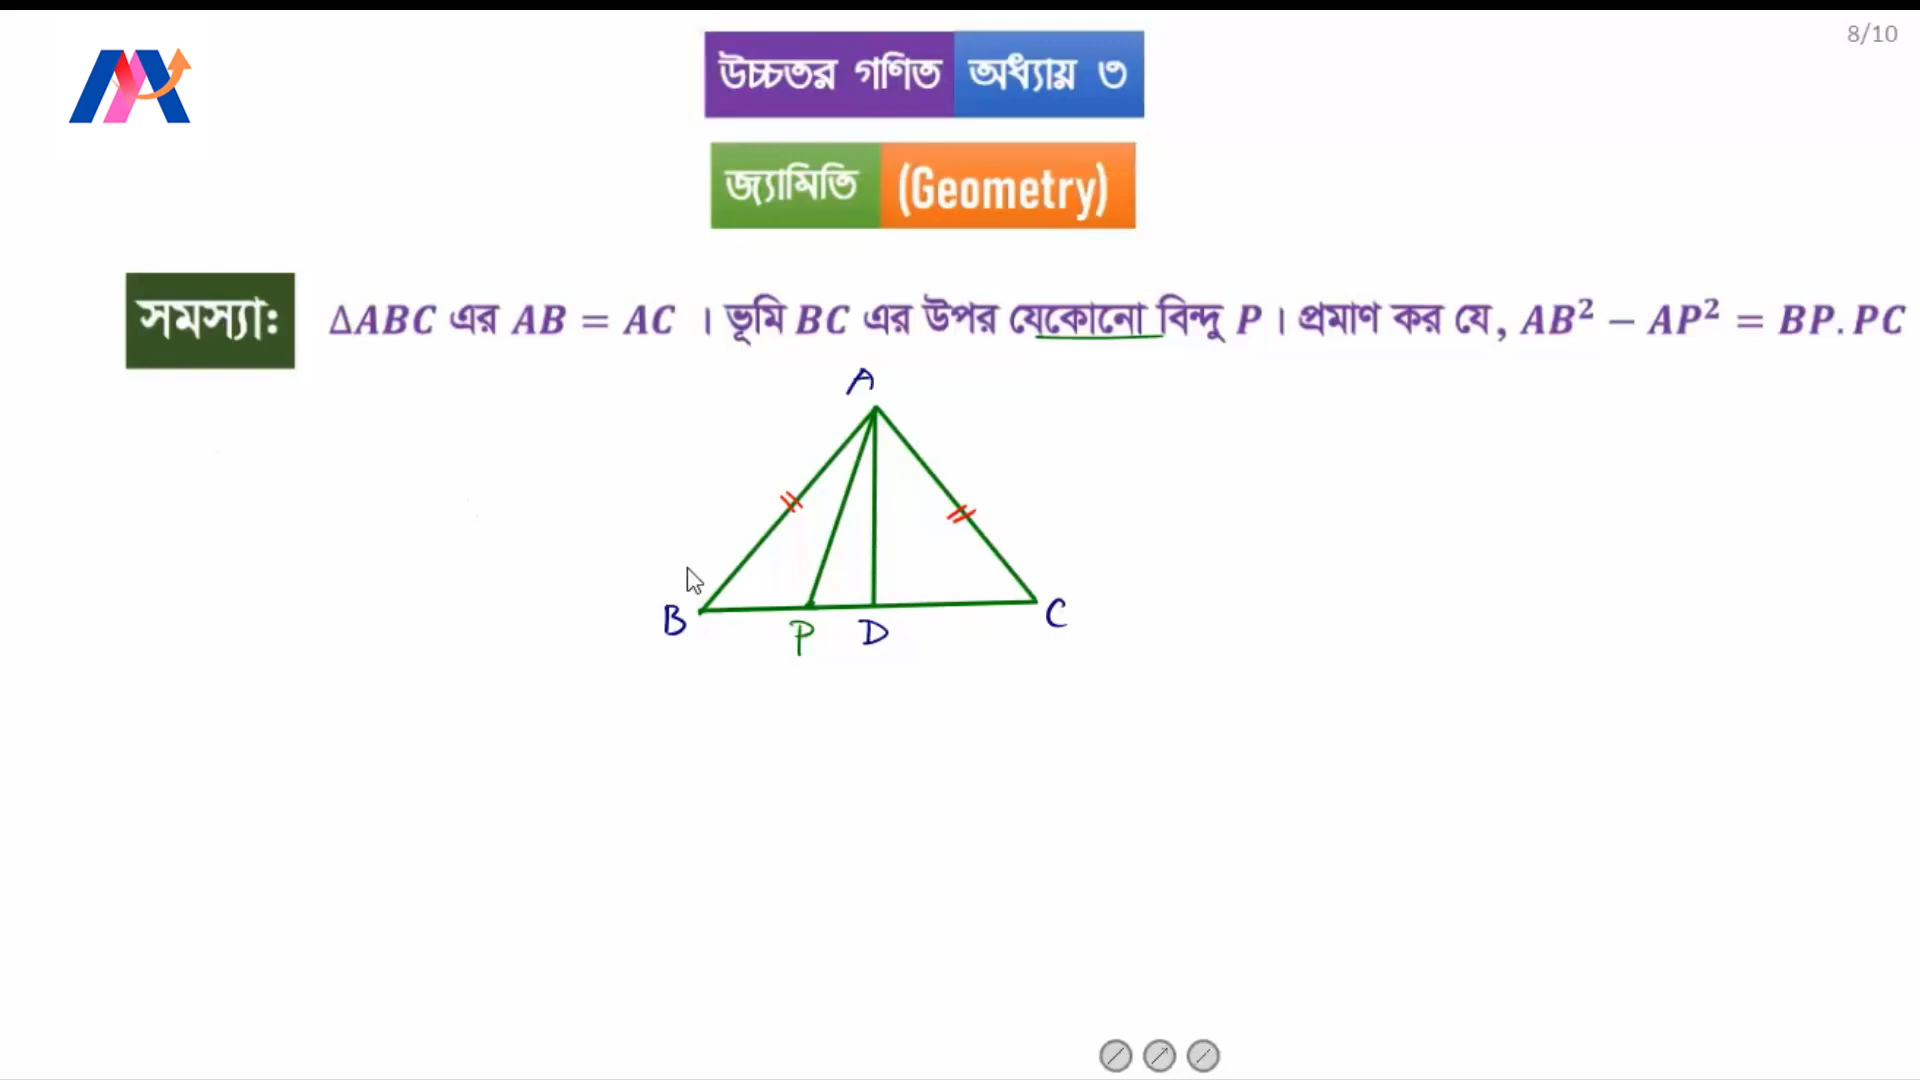 8/10
উচ্চতর গণিত অধ্যায় ৩
জ্যামিতি (Geometry)
সমস্যাঃ ΔABC এর AB = AC । ভূমি BC এর উপর যেকোনো বিন্দু P । প্রমাণ কর যে, AB² − AP² = BP. PC
A
B P D C